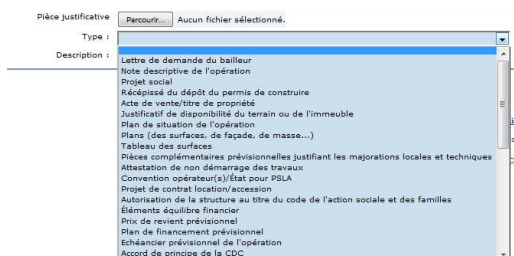 Pièce justificative Parcourir... Aucun fichier sélectionné.
Type :
Description :
Lettre de demande du bailleur
Note descriptive de l'opération
Projet social
Récépissé du dépôt du permis de construire
Acte de vente/titre de propriété
Justificatif de disponibilité du terrain ou de l'immeuble
Plan de situation de l'opération
Plans (des surfaces, de façade, de masse...)
Tableau des surfaces
Pièces complémentaires prévisionnelles justifiant les majorations locales et techniques
Attestation de non démarrage des travaux
Convention opérateur(s)/État pour PSLA
Projet de contrat location/accession
Autorisation de la structure au titre du code de l'action sociale et des familles
Éléments équilibre financier
Prix de revient prévisionnel
Plan de financement prévisionnel
Echéancier prévisionnel de l'opération
Accord de principe de la CDC